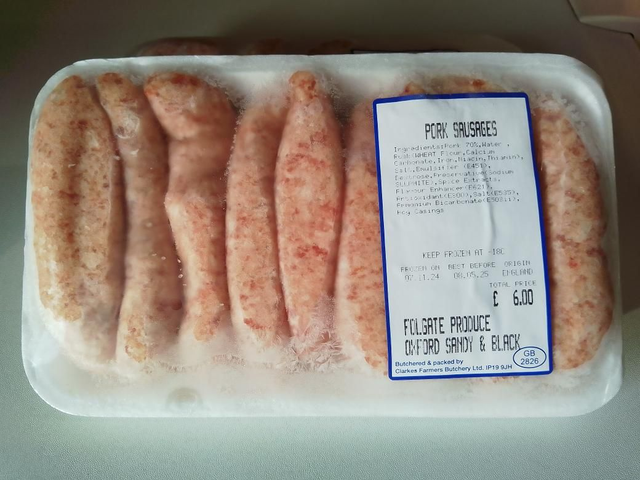 PORK SAUSAGES
Ingredients:Pork 70%,Water,
Rusk(WHEAT Flour,Calcium
Carbonate,Iron,Niacin,Thiamin),
Salt,Emulsifier (E451),
Dextrose,Preservative Sodium
SULPHITE),Spice Extracts,
Flavour Enhancer(E621),
Antioxidant(E300),
Ammonium Bicarbonate(E503ii),
Hog Casings
KEEP FROZEN AT -18C
FROZEN ON BEST BEFORE ORIGIN
02.11.24 08.05.25 ENGLAND
TOTAL PRICE
£ 6.00
FOLGATE PRODUCE
OXFORD SANDY & BLACK
Butchered & packed by
Clarkes Farmers Butchery Ltd. IP19 9JH
GB
2826